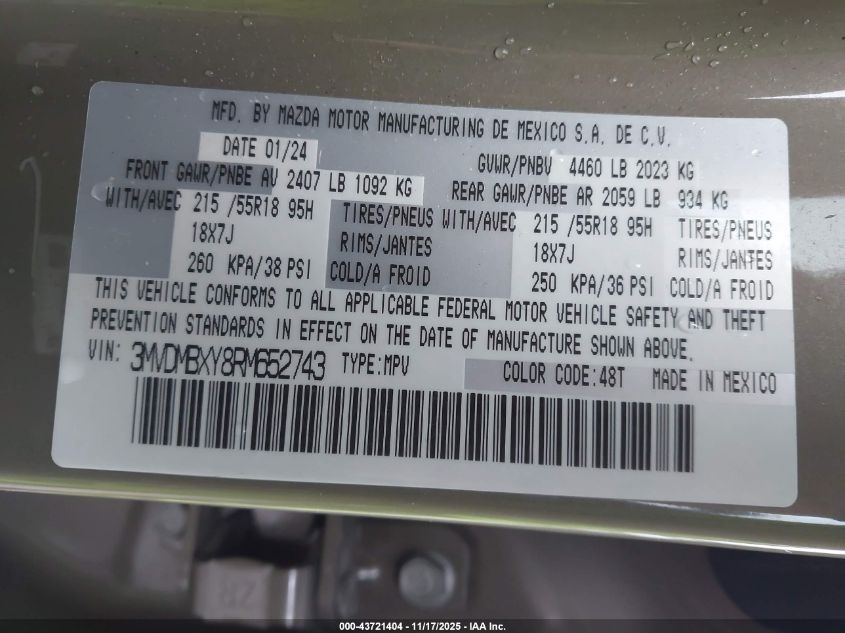 MFD. BY MAZDA MOTOR MANUFACTURING DE MEXICO S.A. DE C.V.
DATE 01/24 GVWR/PNBV 4460 LB 2023 KG
FRONT GAWR/PNBE AV 2407 LB 1092 KG REAR GAWR/PNBE AR 2059 LB 934 KG
WITH/AVEC 215 /55R18 95H TIRES/PNEUS WITH/AVEC 215 /55R18 95H TIRES/PNEUS
18X7J RIMS/JANTES 18X7J RIMS/JANTES
260 KPA/38 PSI COLD/A FROID 250 KPA/36 PSI COLD/A FROID
THIS VEHICLE CONFORMS TO ALL APPLICABLE FEDERAL MOTOR VEHICLE SAFETY AND THEFT
PREVENTION STANDARDS IN EFFECT ON THE DATE OF MANUFACTURE SHOWN ABOVE.
VIN: 3MVDMBXY8RM652743 TYPE:MPV COLOR CODE:48T MADE IN MEXICO
000-43721404 - 11/17/2025 - IAA Inc.